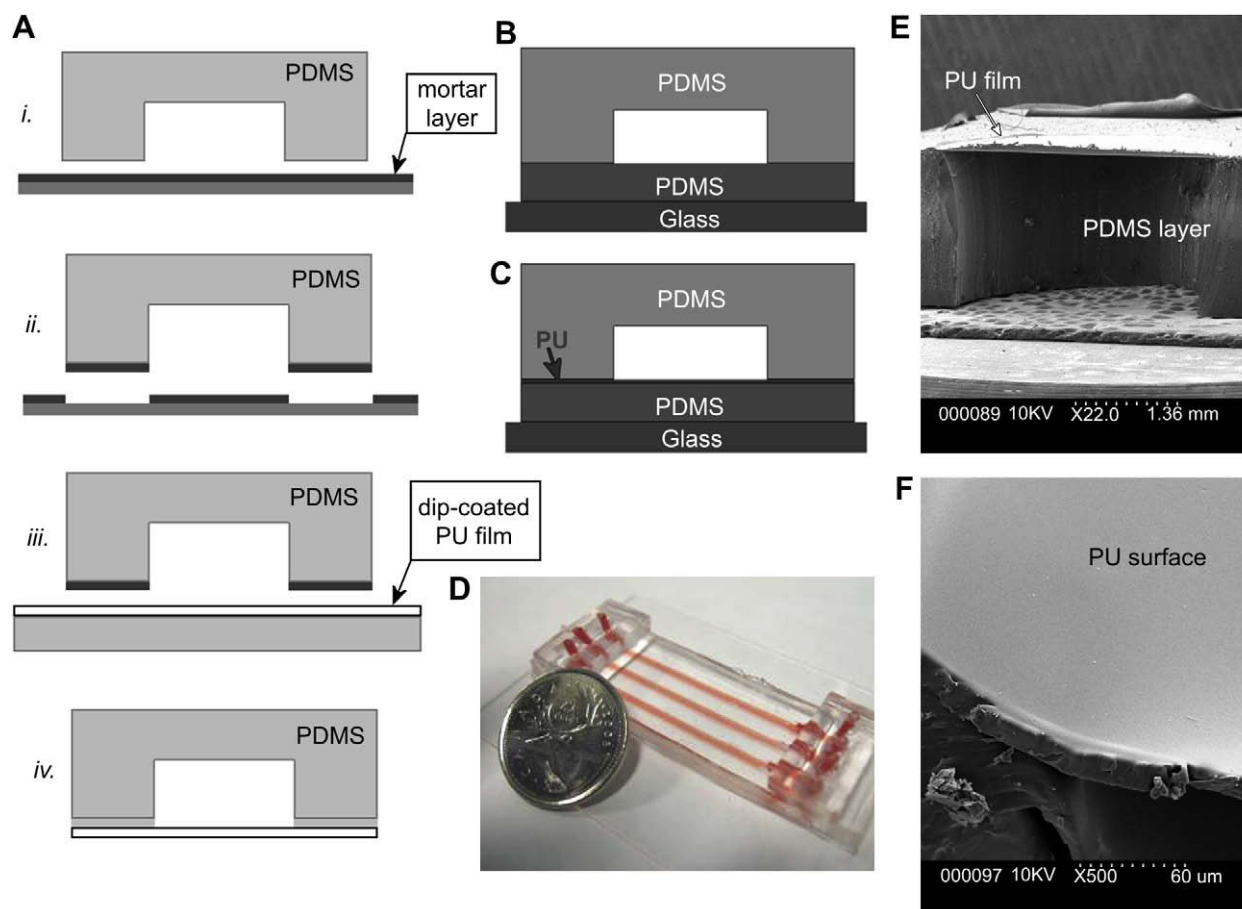 A
PDMS
i.
mortar
layer
PDMS
ii.
PDMS
iii.
dip-coated
PU film
PDMS
iv.
B
PDMS
PDMS
Glass
C
PDMS
PU
PDMS
Glass
D
E
PU film
PDMS layer
000089 10KV X22.0 1.36 mm
F
PU surface
000097 10KV X500 60 um